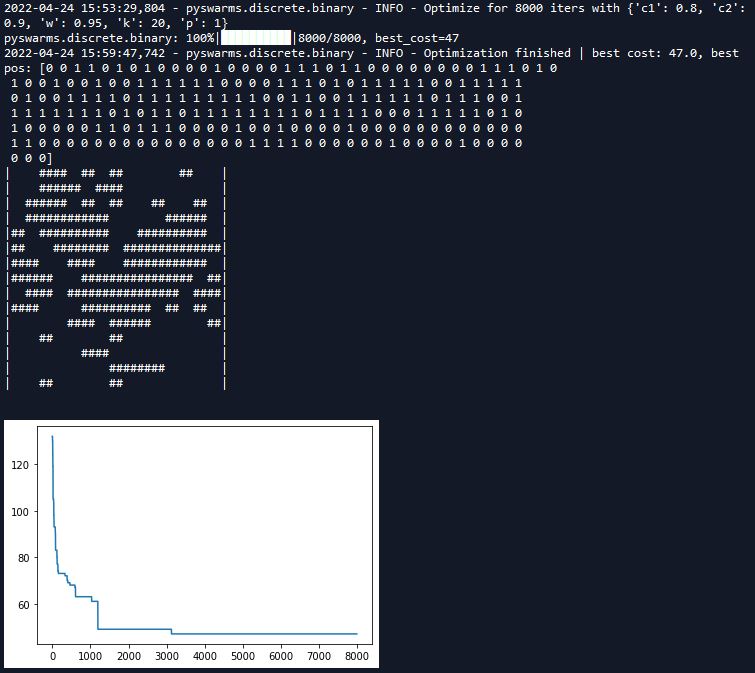 2022-04-24 15:53:29,804 - pyswarms.discrete.binary - INFO - Optimize for 8000 iters with {'c1': 0.8, 'c2':
0.9, 'w': 0.95, 'k': 20, 'p': 1}
pyswarms.discrete.binary: 100%|██████████|8000/8000, best_cost=47
2022-04-24 15:59:47,742 - pyswarms.discrete.binary - INFO - Optimization finished | best cost: 47.0, best
pos: [0 0 1 1 0 1 0 1 0 0 0 0 1 0 0 0 0 1 1 1 0 1 1 0 0 0 0 0 0 0 0 1 1 1 0 1 0
1 0 0 1 0 0 1 0 0 1 1 1 1 1 1 0 0 0 0 1 1 1 0 1 0 1 1 1 1 1 0 0 1 1 1 1 1
0 1 0 0 1 1 1 1 0 1 1 1 1 1 1 1 1 1 0 0 1 1 0 0 1 1 1 1 1 1 0 1 1 1 0 0 1
1 1 1 1 1 1 1 0 1 0 1 1 0 1 1 1 1 1 1 1 1 0 1 1 1 1 0 0 0 1 1 1 1 1 0 1 0
1 0 0 0 0 0 1 1 0 1 1 1 0 0 0 0 1 0 0 1 0 0 0 0 1 0 0 0 0 0 0 0 0 0 0 0 0
1 1 0 0 0 0 0 0 0 0 0 0 0 0 0 0 0 1 1 1 1 0 0 0 0 0 0 1 0 0 0 0 1 0 0 0 0
0 0 0]
|    ####  ##  ##        ##    |
|    ######  ####              |
|  ######  ##  ##    ##    ##  |
|  ############        ######  |
|##  ##########    ##########  |
|##    ########  ##############|
|####    ####    ############  |
|######    ################  ##|
|  ####  ################  ####|
|####      ##########  ##  ##  |
|        ####  ######        ##|
|    ##        ##              |
|          ####                |
|              ########        |
|    ##        ##              |
120
100
80
60
0 1000 2000 3000 4000 5000 6000 7000 8000